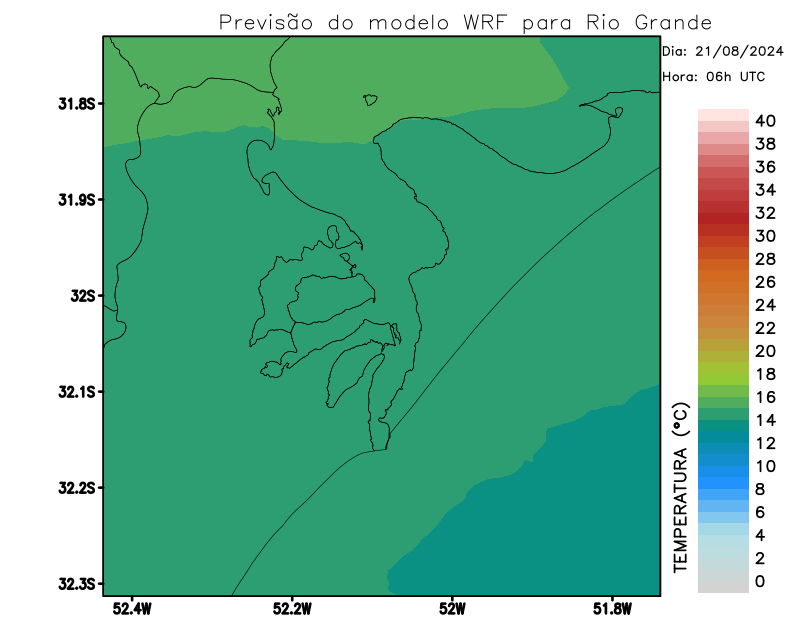 Previsão do modelo WRF para Rio Grande
Dia: 21/08/2024
Hora: 06h UTC
31.8S
31.9S
32S
32.1S
32.2S
32.3S
52.4W
52.2W
52W
51.8W
TEMPERATURA (°C)
40
38
36
34
32
30
28
26
24
22
20
18
16
14
12
10
8
6
4
2
0